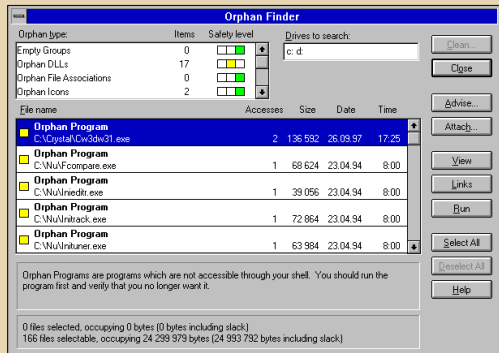 Orphan Finder
Orphan type: Items Safety level
Empty Groups 0
Orphan DLLs 17
Orphan File Associations 0
Orphan Icons 2
Drives to search:
c: d:
Clean...
Close
File name Accesses Size Date Time
Orphan Program
C:\Crystal\Cw3dw31.exe 2 136 592 26.09.97 17:25
Orphan Program
C:\Nu\Fcompare.exe 1 68 624 23.04.94 8:00
Orphan Program
C:\Nu\Inieditr.exe 1 39 056 23.04.94 8:00
Orphan Program
C:\Nu\Initrack.exe 1 72 864 23.04.94 8:00
Orphan Program
C:\Nu\Inituner.exe 1 63 984 23.04.94 8:00
Advise...
Attach...
View
Links
Run
Select All
Deselect All
Help
Orphan Programs are programs which are not accessible through your shell. You should run the
program first and verify that you no longer want it.
0 files selected, occupying 0 bytes (0 bytes including slack)
166 files selectable, occupying 24 299 979 bytes (24 993 792 bytes including slack)